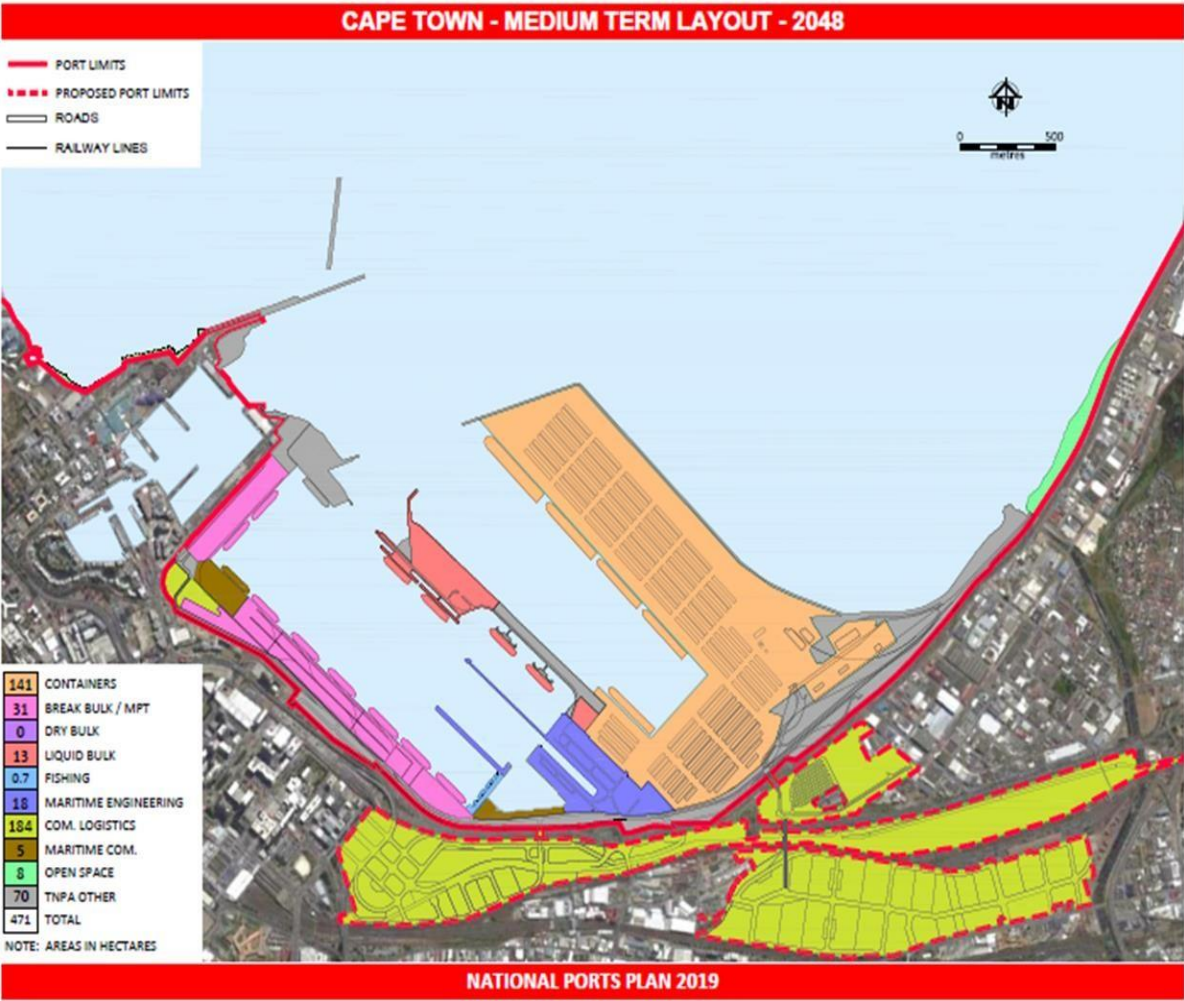 CAPE TOWN - MEDIUM TERM LAYOUT - 2048
PORT LIMITS
PROPOSED PORT LIMITS
ROADS
RAILWAY LINES
N
0 500
metres
141 CONTAINERS
31 BREAK BULK / MPT
0 DRY BULK
13 LIQUID BULK
0.7 FISHING
18 MARITIME ENGINEERING
184 COM. LOGISTICS
5 MARITIME COM.
8 OPEN SPACE
70 TNPA OTHER
471 TOTAL
NOTE: AREAS IN HECTARES
NATIONAL PORTS PLAN 2019